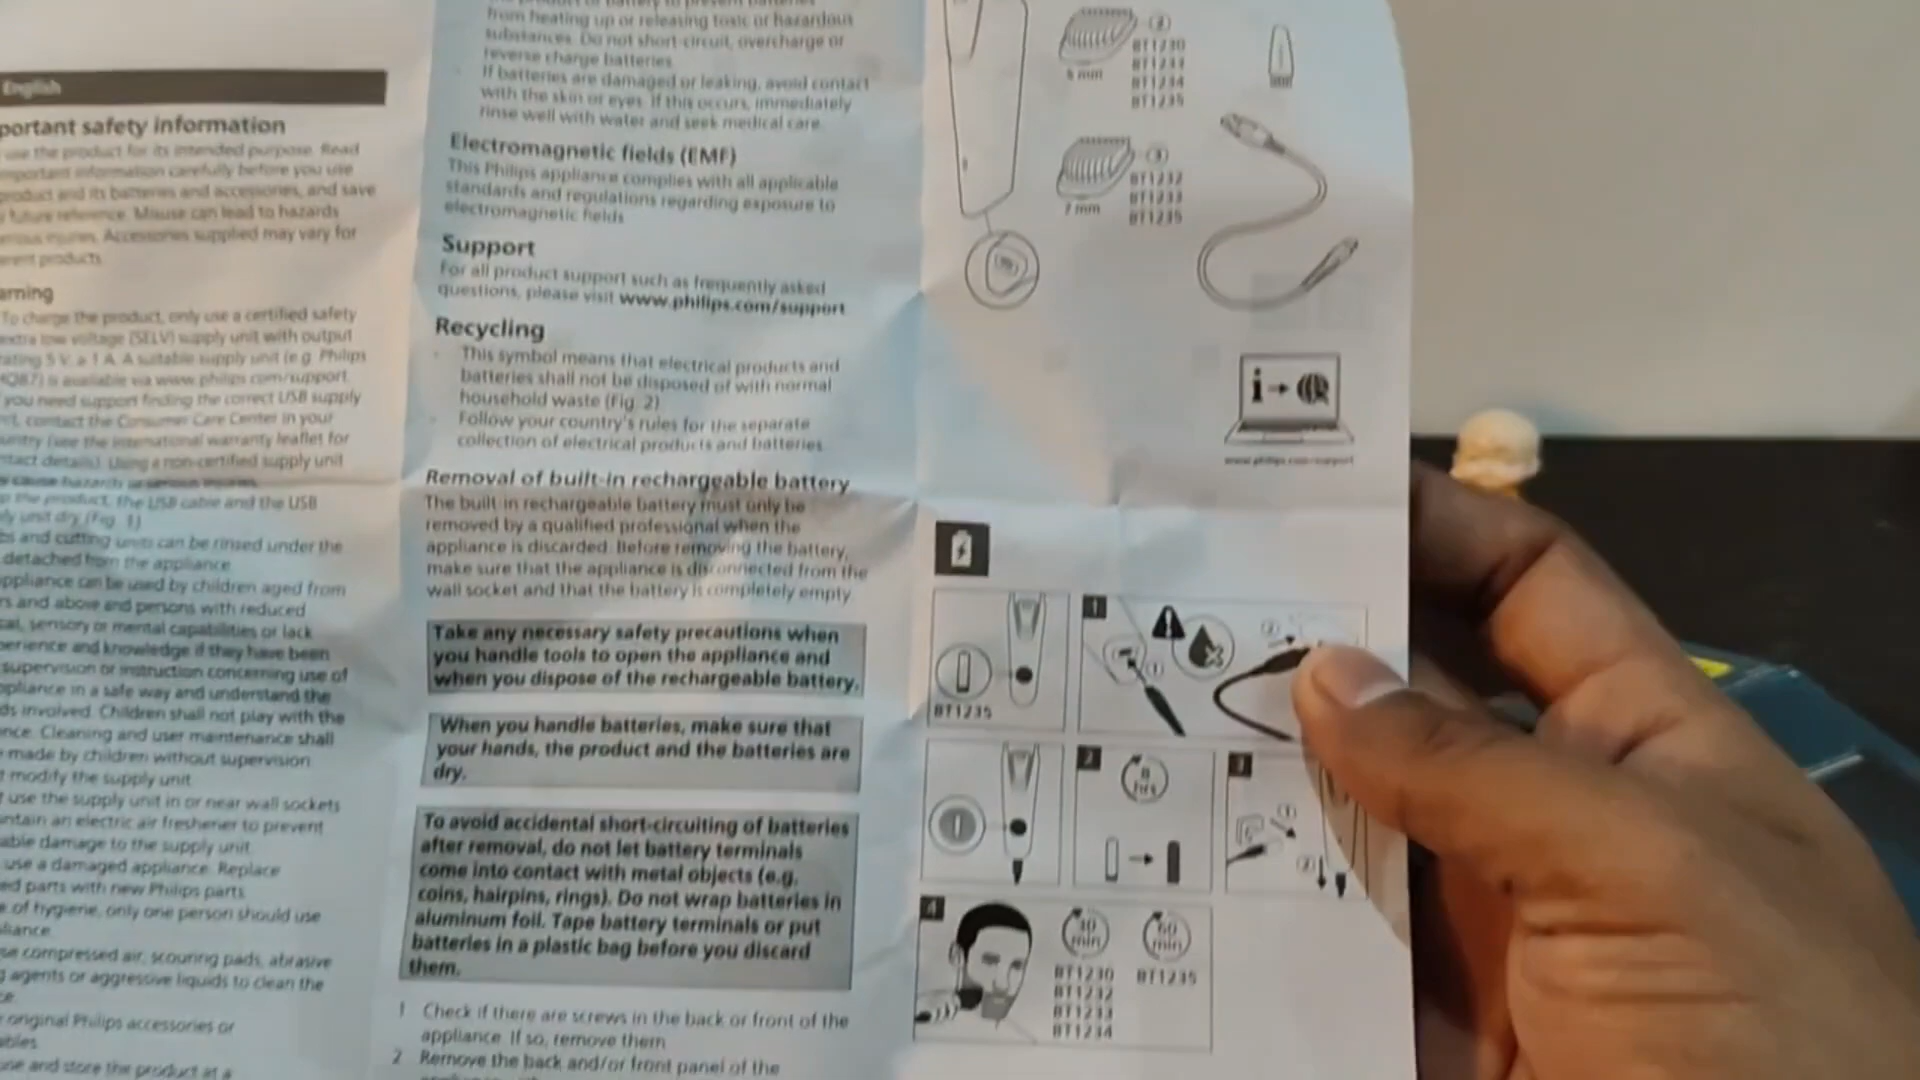 English
portant safety information
use the product for its intended purpose. Read
important information carefully before you use
product and its batteries and accessories, and save
future reference. Misuse can lead to hazards
injuries. Accessories supplied may vary for
products.
arning
To charge the product, only use a certified safety
extra low voltage (SELV) supply unit with output
rating 5 V, ≥ 1 A. A suitable supply unit (e.g. Philips
is available via www.philips.com/support.
you need support finding the correct USB supply
contact the Consumer Care Center in your
(see the international warranty leaflet for
details). Using a non-certified supply unit
cause hazards or serious injuries.
the product, the USB cable and the USB
unit dry (Fig. 1)
and cutting units can be rinsed under the
detached from the appliance.
appliance can be used by children aged from
rs and above and persons with reduced
cal, sensory or mental capabilities or lack
perience and knowledge if they have been
supervision or instruction concerning use of
ppliance in a safe way and understand the
ds involved. Children shall not play with the
nce. Cleaning and user maintenance shall
made by children without supervision.
modify the supply unit.
use the supply unit in or near wall sockets
ntain an electric air freshener to prevent
able damage to the supply unit.
use a damaged appliance. Replace
ed parts with new Philips parts.
of hygiene, only one person should use
liance.
compressed air, scouring pads, abrasive
agents or aggressive liquids to clean the
ce.
original Philips accessories or
ables.
and store the product at a
from heating up or releasing toxic or hazardous
substances. Do not short-circuit, overcharge or
reverse charge batteries.
- If batteries are damaged or leaking, avoid contact
with the skin or eyes. If this occurs, immediately
rinse well with water and seek medical care.
Electromagnetic fields (EMF)
This Philips appliance complies with all applicable
standards and regulations regarding exposure to
electromagnetic fields.
Support
For all product support such as frequently asked
questions, please visit www.philips.com/support
Recycling
- This symbol means that electrical products and
batteries shall not be disposed of with normal
household waste (Fig. 2).
- Follow your country's rules for the separate
collection of electrical products and batteries.
Removal of built-in rechargeable battery
The built-in rechargeable battery must only be
removed by a qualified professional when the
appliance is discarded. Before removing the battery,
make sure that the appliance is disconnected from the
wall socket and that the battery is completely empty.
Take any necessary safety precautions when
you handle tools to open the appliance and
when you dispose of the rechargeable battery.
When you handle batteries, make sure that
your hands, the product and the batteries are
dry.
To avoid accidental short-circuiting of batteries
after removal, do not let battery terminals
come into contact with metal objects (e.g.
coins, hairpins, rings). Do not wrap batteries in
aluminum foil. Tape battery terminals or put
batteries in a plastic bag before you discard
them.
1 Check if there are screws in the back or front of the
appliance. If so, remove them.
2 Remove the back and/or front panel of the
BT1230
BT1233
BT1234
BT1235
5 mm
BT1232
BT1233
BT1235
7 mm
i
www.philips.com/support
1
BT1235
2
8
hrs
3
4
30
min
60
min
BT1230
BT1232
BT1233
BT1234
BT1235